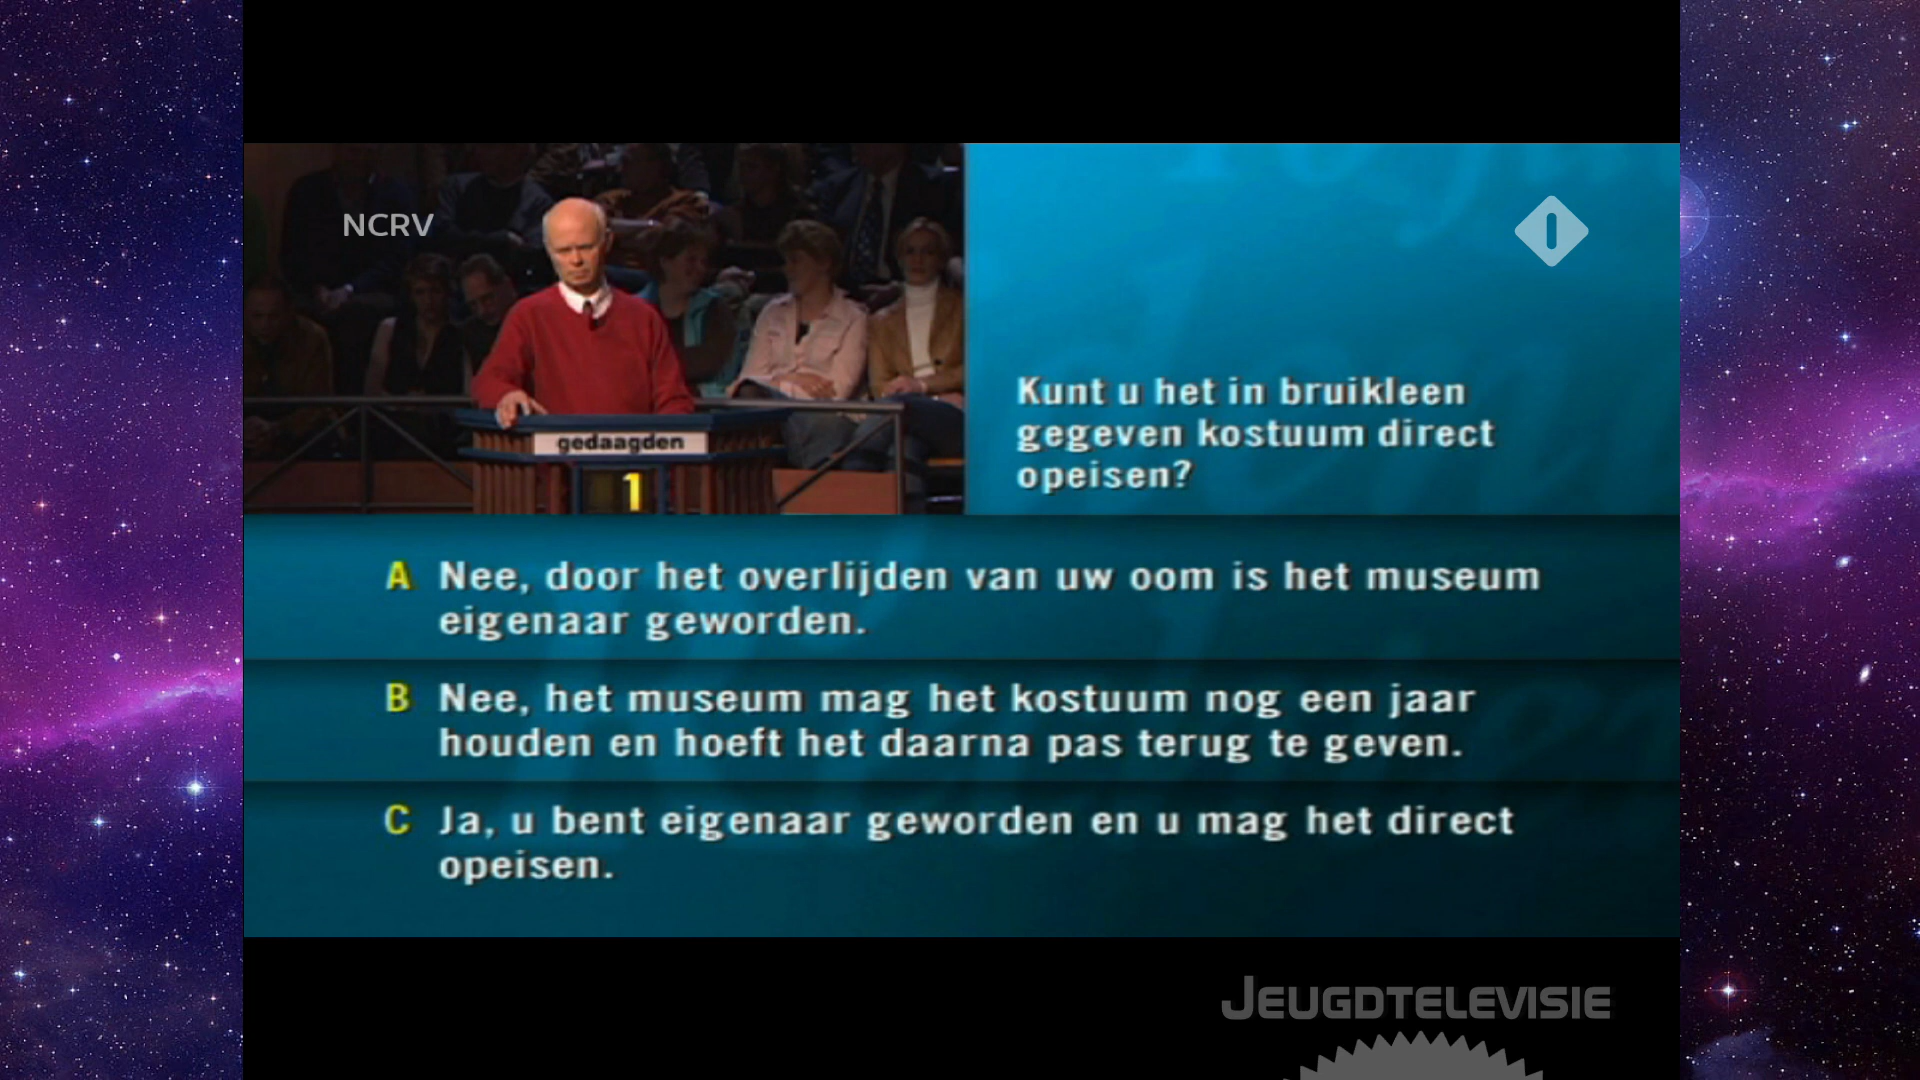 NCRV
gedaagden
1
Kunt u het in bruikleen
gegeven kostuum direct
opeisen?
A Nee, door het overlijden van uw oom is het museum
eigenaar geworden.
B Nee, het museum mag het kostuum nog een jaar
houden en hoeft het daarna pas terug te geven.
C Ja, u bent eigenaar geworden en u mag het direct
opeisen.
JEUGDTELEVISIE